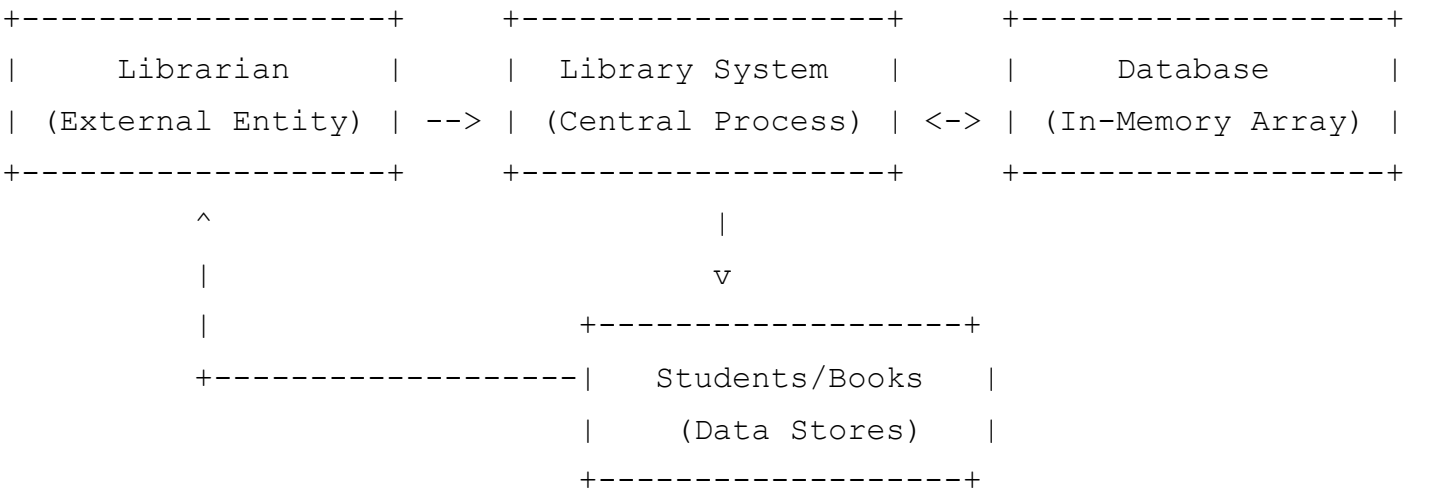 Librarian Library System Database
(External Entity) --> (Central Process) <-> (In-Memory Array)
Students/Books
(Data Stores)